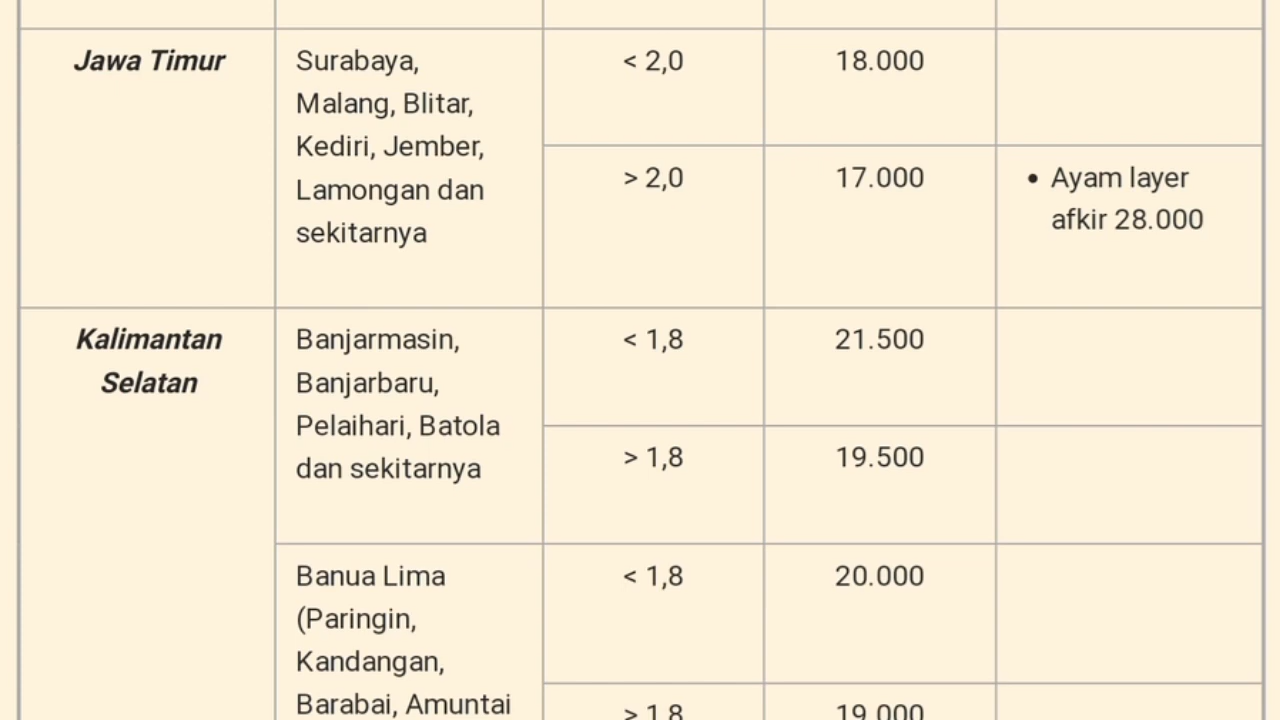 Jawa Timur
Surabaya,
Malang, Blitar,
Kediri, Jember,
Lamongan dan
sekitarnya
< 2,0
18.000
> 2,0
17.000
• Ayam layer
afkir 28.000
Kalimantan
Selatan
Banjarmasin,
Banjarbaru,
Pelaihari, Batola
dan sekitarnya
< 1,8
21.500
> 1,8
19.500
Banua Lima
(Paringin,
Kandangan,
Barabai, Amuntai
< 1,8
20.000
> 1,8
19.000